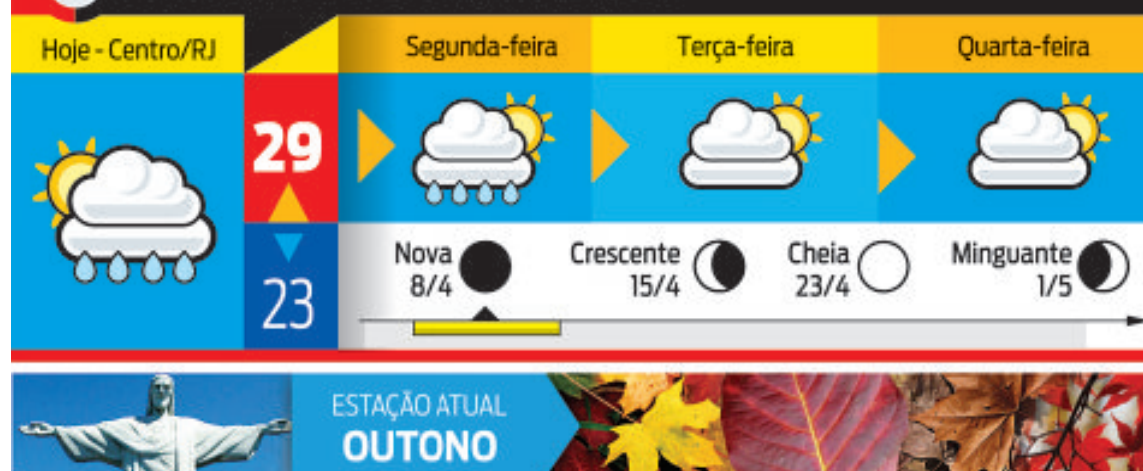 Hoje - Centro/RJ
Segunda-feira
Terça-feira
Quarta-feira
29
23
Nova
8/4
Crescente
15/4
Cheia
23/4
Minguante
1/5
ESTAÇÃO ATUAL
OUTONO